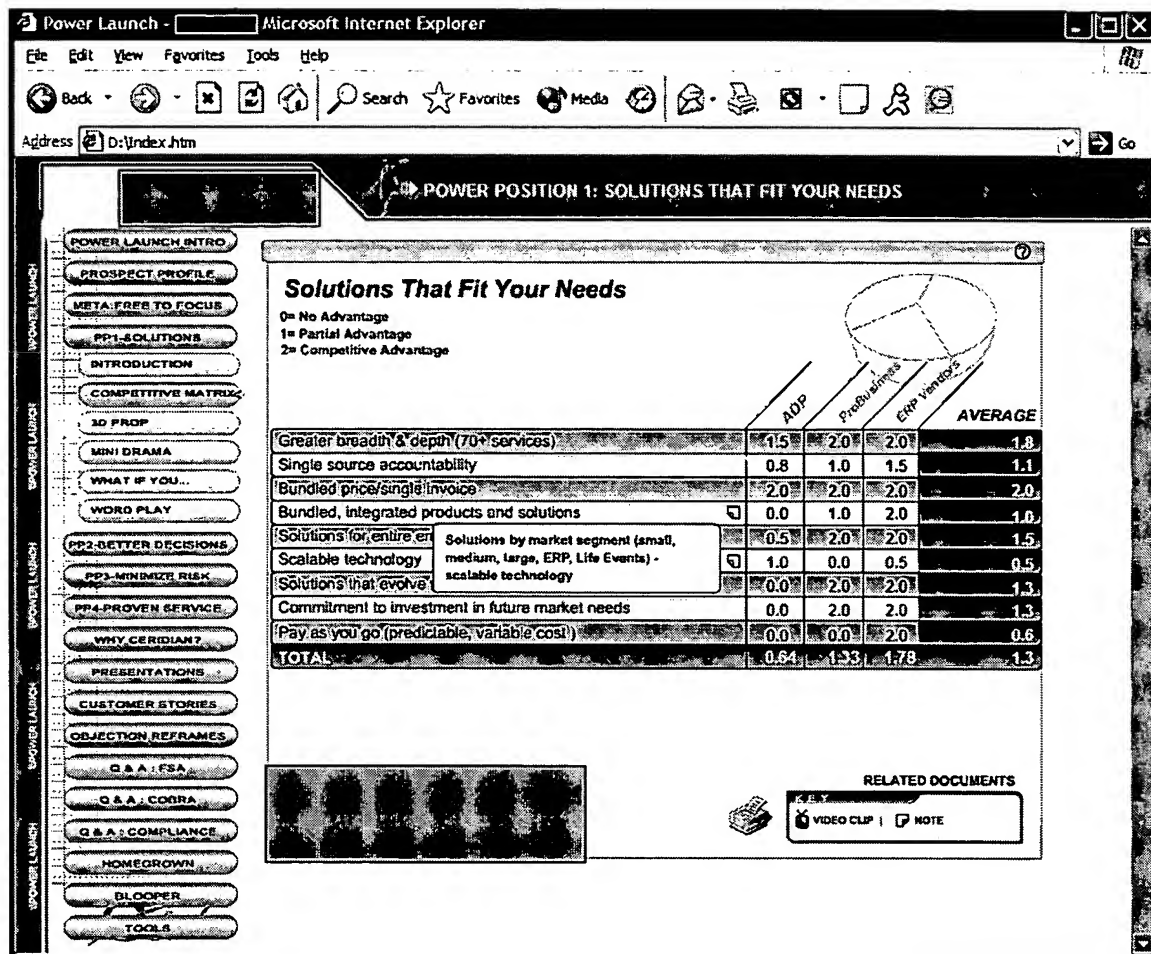 Power Launch - Microsoft Internet Explorer
File Edit View Favorites Tools Help
Back Search Favorites Media
Address D:\Index.htm Go
POWER POSITION 1: SOLUTIONS THAT FIT YOUR NEEDS
POWER LAUNCH INTRO
PROSPECT PROFILE
META:FREE TO FOCUS
PP1-SOLUTIONS
INTRODUCTION
COMPETITIVE MATRIX
3D PROP
MINI DRAMA
WHAT IF YOU...
WORD PLAY
PP2-BETTER DECISIONS
PP3-MINIMIZE RISK
PP4-PROVEN SERVICE
WHY CERIDIAN?
PRESENTATIONS
CUSTOMER STORIES
OBJECTION REFRAMES
Q & A : FSA
Q & A : COBRA
Q & A : COMPLIANCE
HOMEGROWN
BLOOPER
TOOLS
POWER LAUNCH
POWER LAUNCH
POWER LAUNCH
POWER LAUNCH
POWER LAUNCH
Solutions That Fit Your Needs
0= No Advantage
1= Partial Advantage
2= Competitive Advantage
ADP ProBusiness ERP Vendors AVERAGE
Greater breadth & depth (70+ services) 1.5 2.0 2.0 1.8
Single source accountability 0.8 1.0 1.5 1.1
Bundled price/single invoice 2.0 2.0 2.0 2.0
Bundled, integrated products and solutions 0.0 1.0 2.0 1.0
Solutions for entire em 0.5 2.0 2.0 1.5
Scalable technology 1.0 0.0 0.5 0.5
Solutions that evolve 0.0 2.0 2.0 1.3
Solutions by market segment (small,
medium, large, ERP, Life Events) -
scalable technology
Commitment to investment in future market needs 0.0 2.0 2.0 1.3
Pay as you go (predictable, variable cost ) 0.0 0.0 2.0 0.6
TOTAL 0.64 1.33 1.78 1.3
RELATED DOCUMENTS
KEY
VIDEO CLIP | NOTE